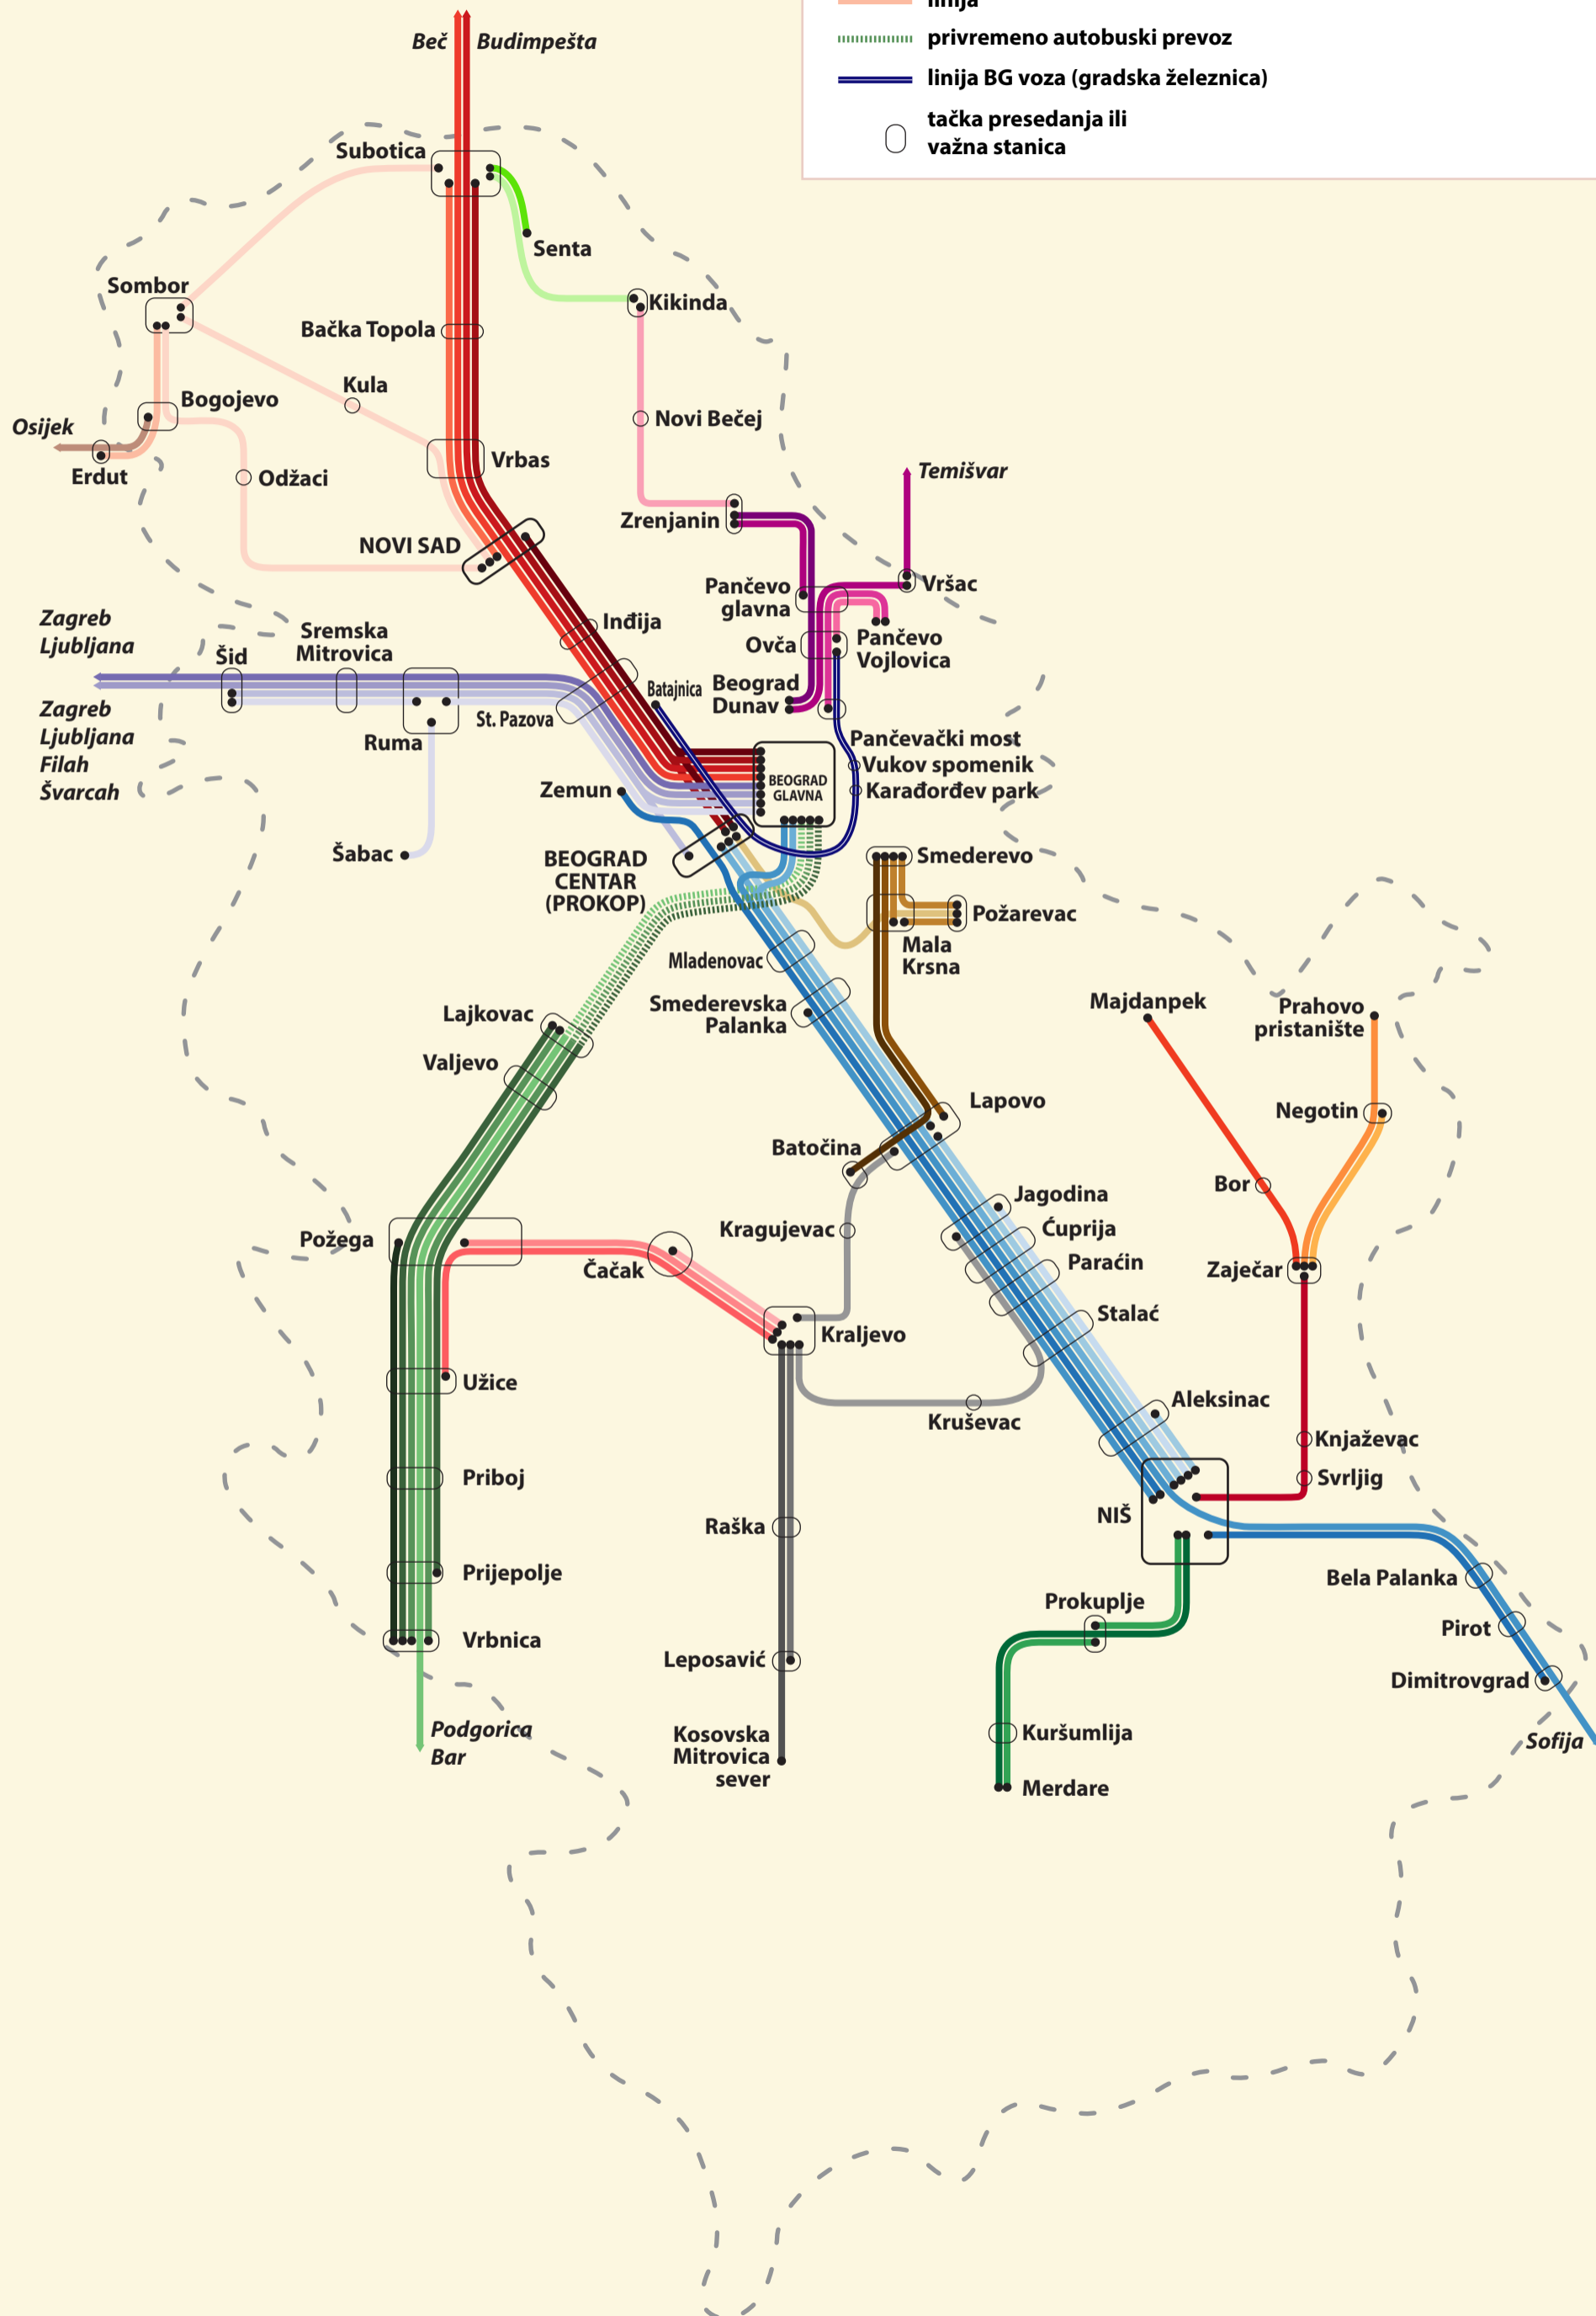 linija
privremeno autobuski prevoz
linija BG voza (gradska železnica)
tačka presedanja ili
važna stanica
Beč
Budimpešta
Subotica
Senta
Sombor
Kikinda
Bačka Topola
Kula
Bogojevo
Novi Bečej
Osijek
Erdut
Odžaci
Vrbas
Temišvar
Zrenjanin
NOVI SAD
Vršac
Pančevo
glavna
Zagreb
Ljubljana
Inđija
Sremska
Mitrovica
Šid
Ovča
Pančevo
Vojlovica
Batajnica
Beograd
Dunav
Zagreb
Ljubljana
Filah
Švarcah
St. Pazova
Ruma
Pančevački most
Vukov spomenik
Karađorđev park
BEOGRAD
GLAVNA
Zemun
Šabac
BEOGRAD
CENTAR
(PROKOP)
Smederevo
Požarevac
Mala
Krsna
Mladenovac
Smederevska
Palanka
Majdanpek
Prahovo
pristanište
Lajkovac
Valjevo
Lapovo
Negotin
Batočina
Bor
Jagodina
Kragujevac
Ćuprija
Požega
Čačak
Paraćin
Zaječar
Stalać
Kraljevo
Užice
Kruševac
Aleksinac
Knjaževac
Priboj
Svrljig
Raška
NIŠ
Prijepolje
Bela Palanka
Prokuplje
Pirot
Vrbnica
Leposavić
Dimitrovgrad
Podgorica
Bar
Kosovska
Mitrovica
sever
Kuršumlija
Sofija
Merdare